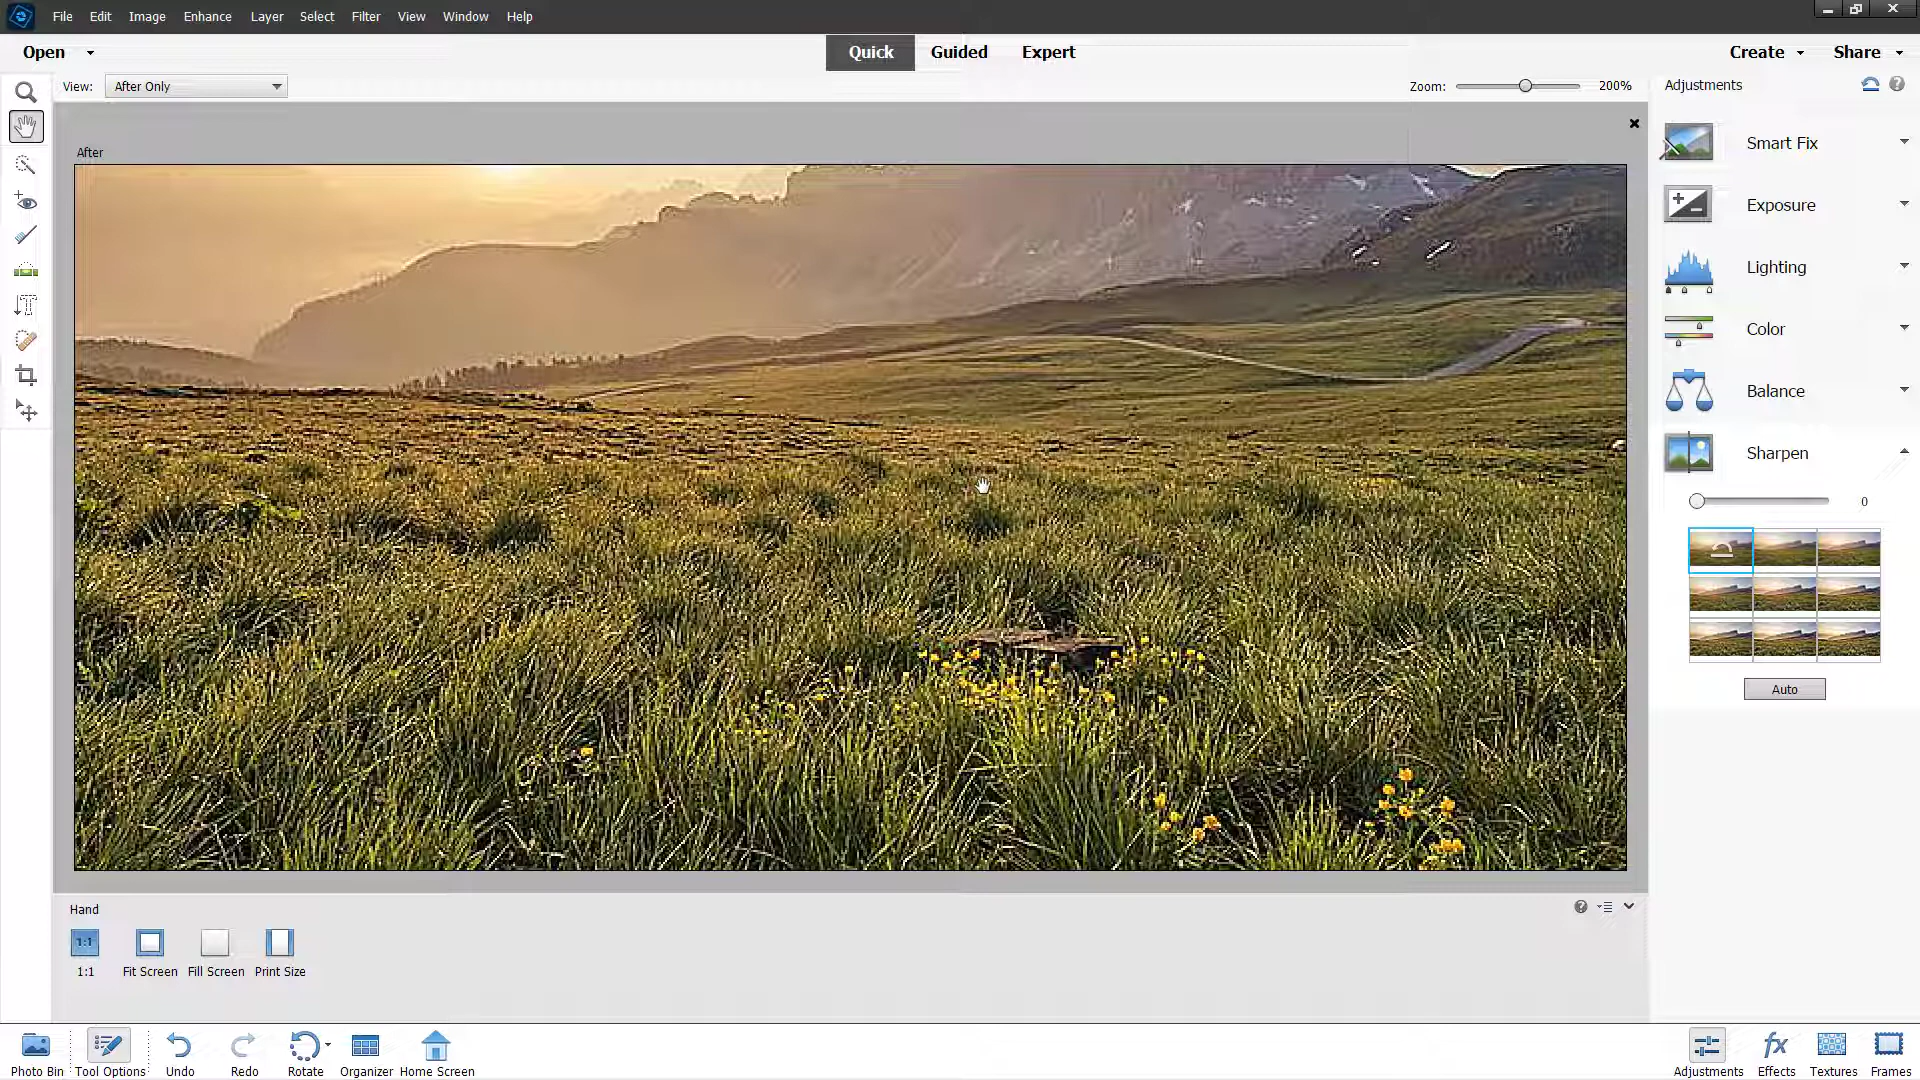 File Edit Image Enhance Layer Select Filter View Window Help
Open Quick Guided Expert Create Share
View: After Only Zoom: 200% Adjustments
After
Smart Fix
Exposure
Lighting
Color
Balance
Sharpen
0
Auto
Hand
1:1
1:1 Fit Screen Fill Screen Print Size
Photo Bin Tool Options Undo Redo Rotate Organizer Home Screen Adjustments Effects Textures Frames